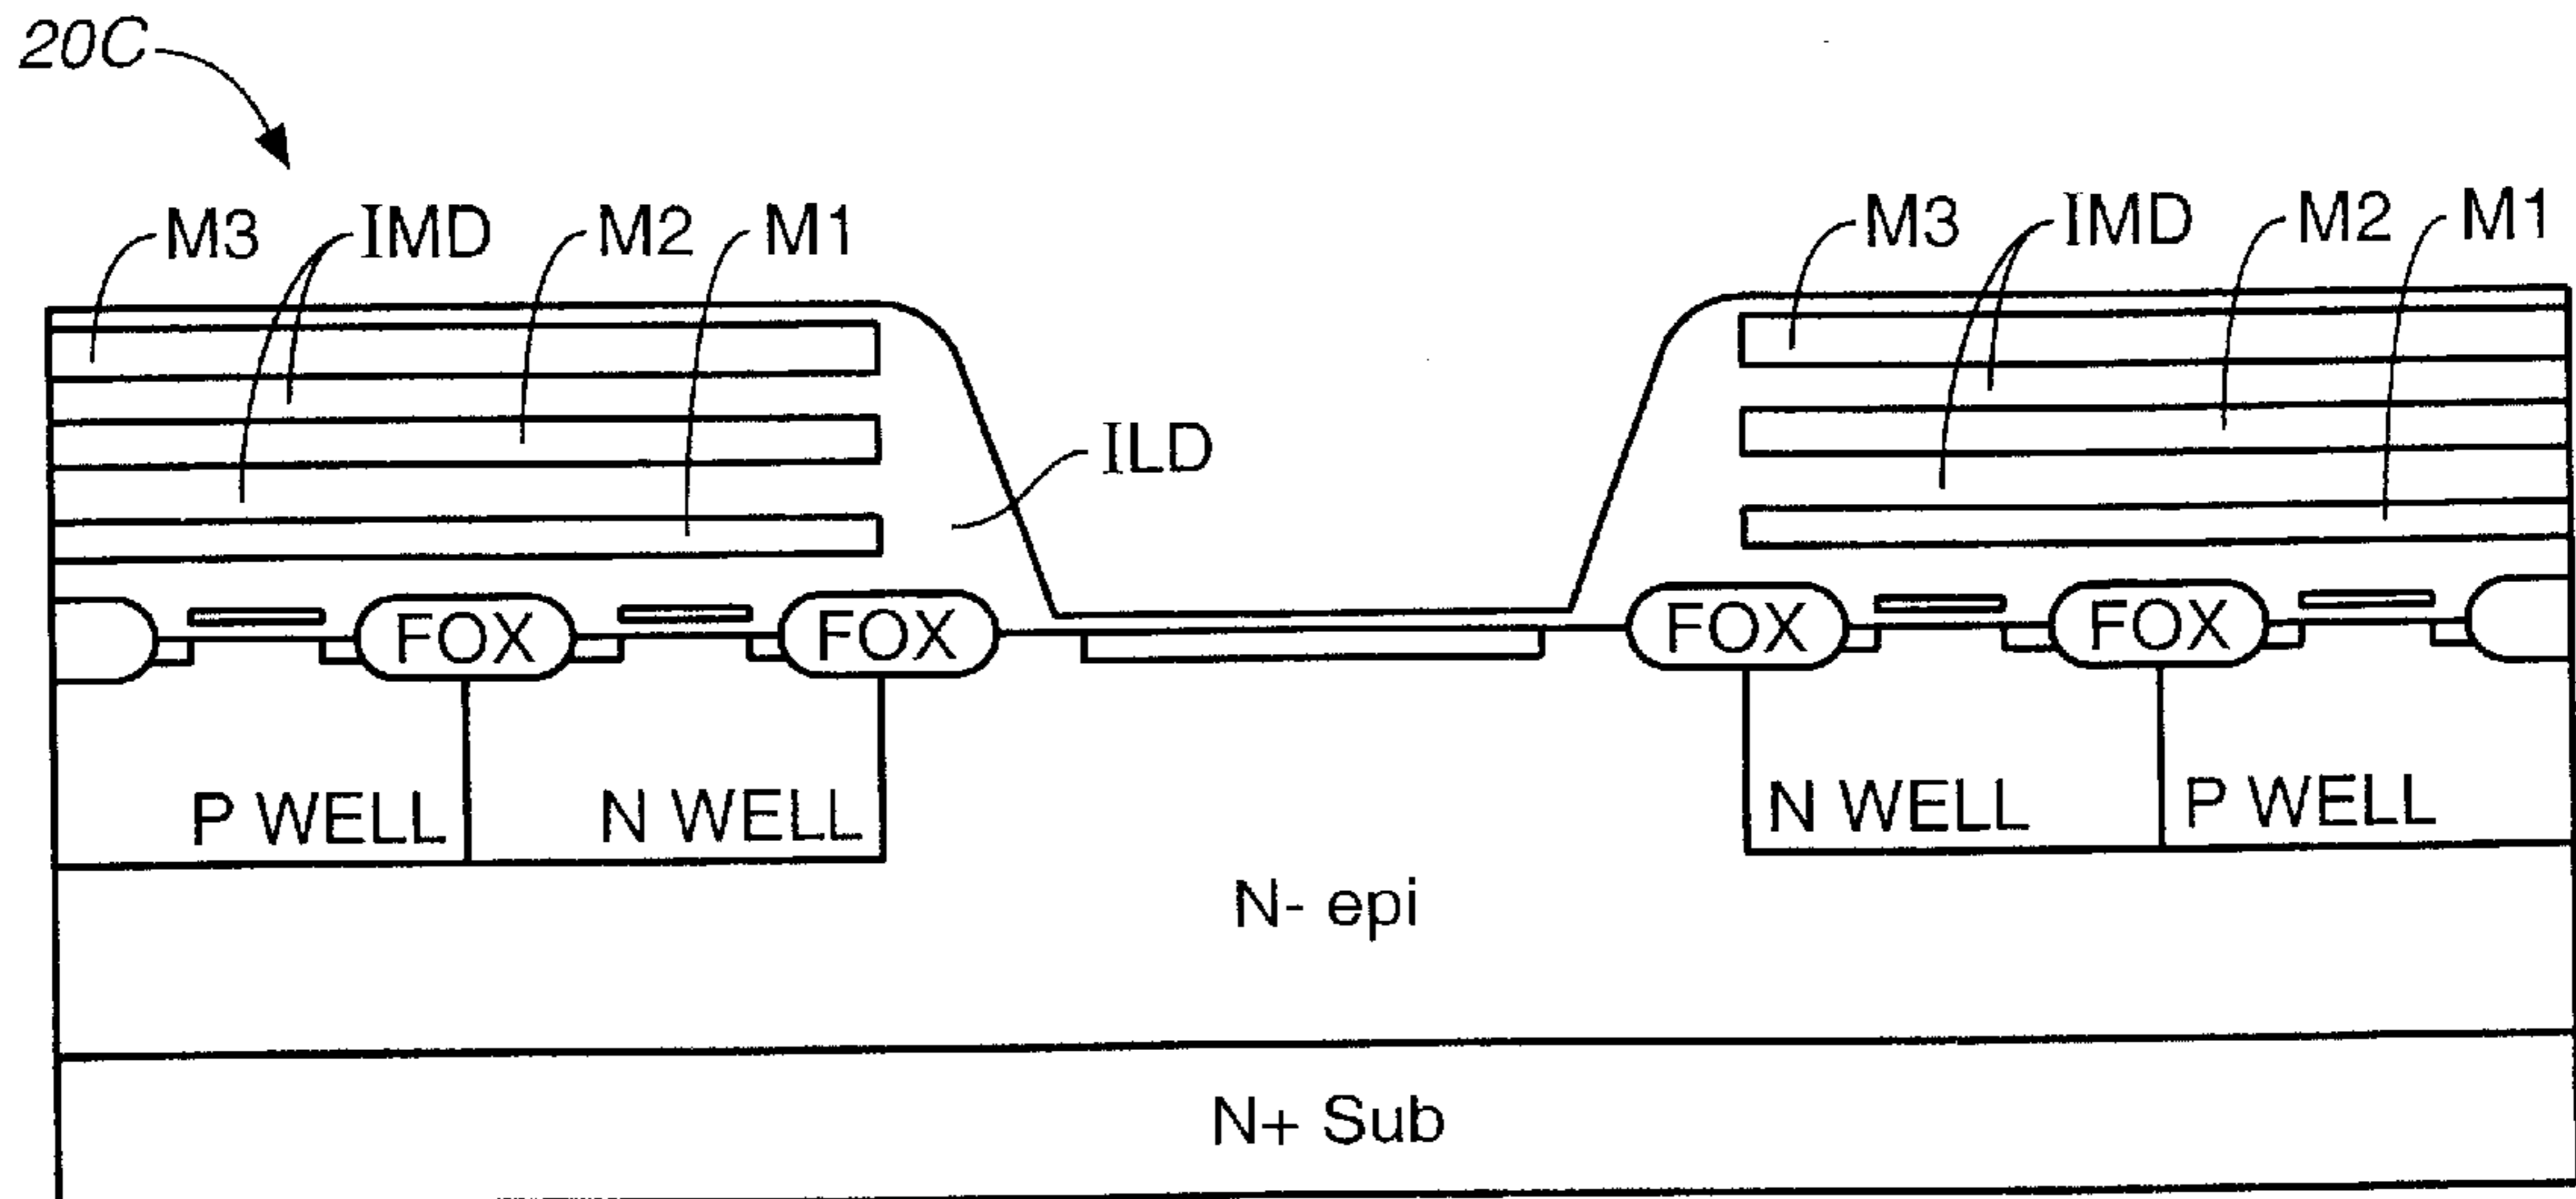 20C
M3 IMD M2 M1 M3 IMD M2 M1
ILD
FOX FOX FOX FOX
P WELL N WELL N WELL P WELL
N- epi
N+ Sub